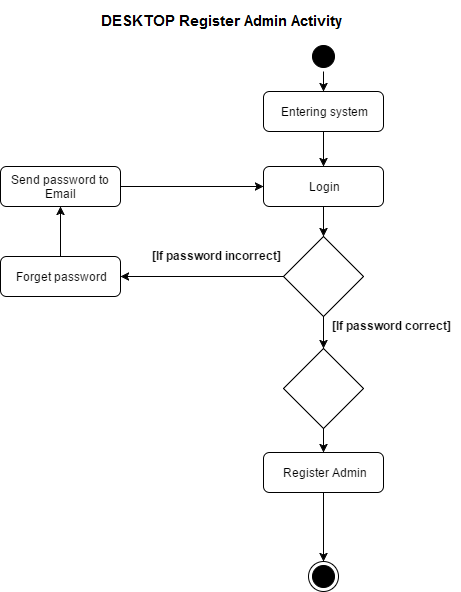 DESKTOP Register Admin Activity
Entering system
Send password to
Email
Login
[If password incorrect]
Forget password
[If password correct]
Register Admin